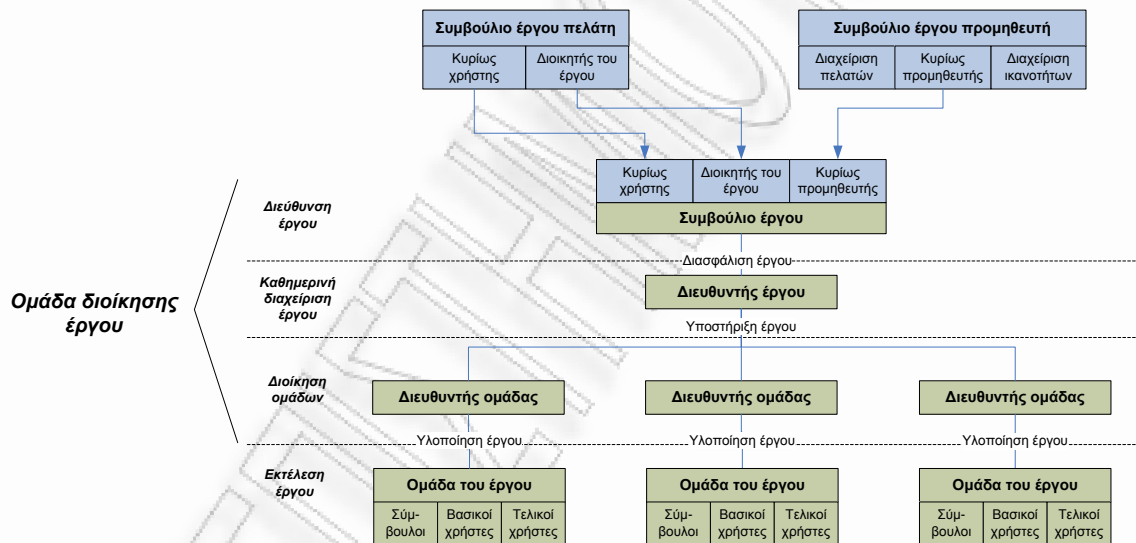 Συμβούλιο έργου πελάτη
Συμβούλιο έργου προμηθευτή
Κυρίως χρήστης
Διοικητής του έργου
Διαχείριση πελατών
Κυρίως προμηθευτής
Διαχείριση ικανοτήτων
Κυρίως χρήστης
Διοικητής του έργου
Κυρίως προμηθευτής
Συμβούλιο έργου
Διεύθυνση
έργου
Διασφάλιση έργου
Καθημερινή
διαχείριση
έργου
Διευθυντής έργου
Ομάδα διοίκησης
έργου
Υποστήριξη έργου
Διοίκηση
ομάδων
Διευθυντής ομάδας
Διευθυντής ομάδας
Διευθυντής ομάδας
Υλοποίηση έργου
Υλοποίηση έργου
Υλοποίηση έργου
Εκτέλεση
έργου
Ομάδα του έργου
Ομάδα του έργου
Ομάδα του έργου
Σύμ-
βουλοι
Βασικοί
χρήστες
Τελικοί
χρήστες
Σύμ-
βουλοι
Βασικοί
χρήστες
Τελικοί
χρήστες
Σύμ-
βουλοι
Βασικοί
χρήστες
Τελικοί
χρήστες